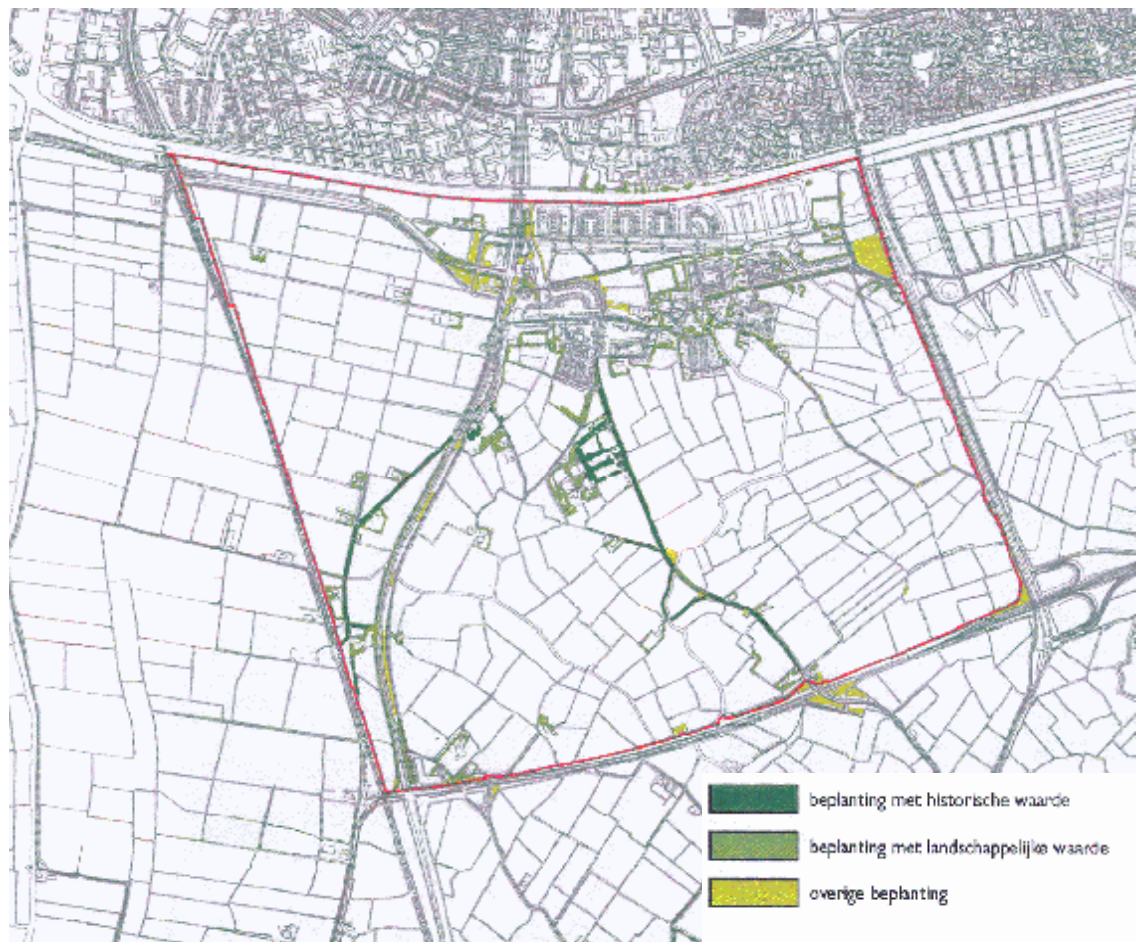 beplanting met historische waarde
beplanting met landschappelijke waarde
overige beplanting